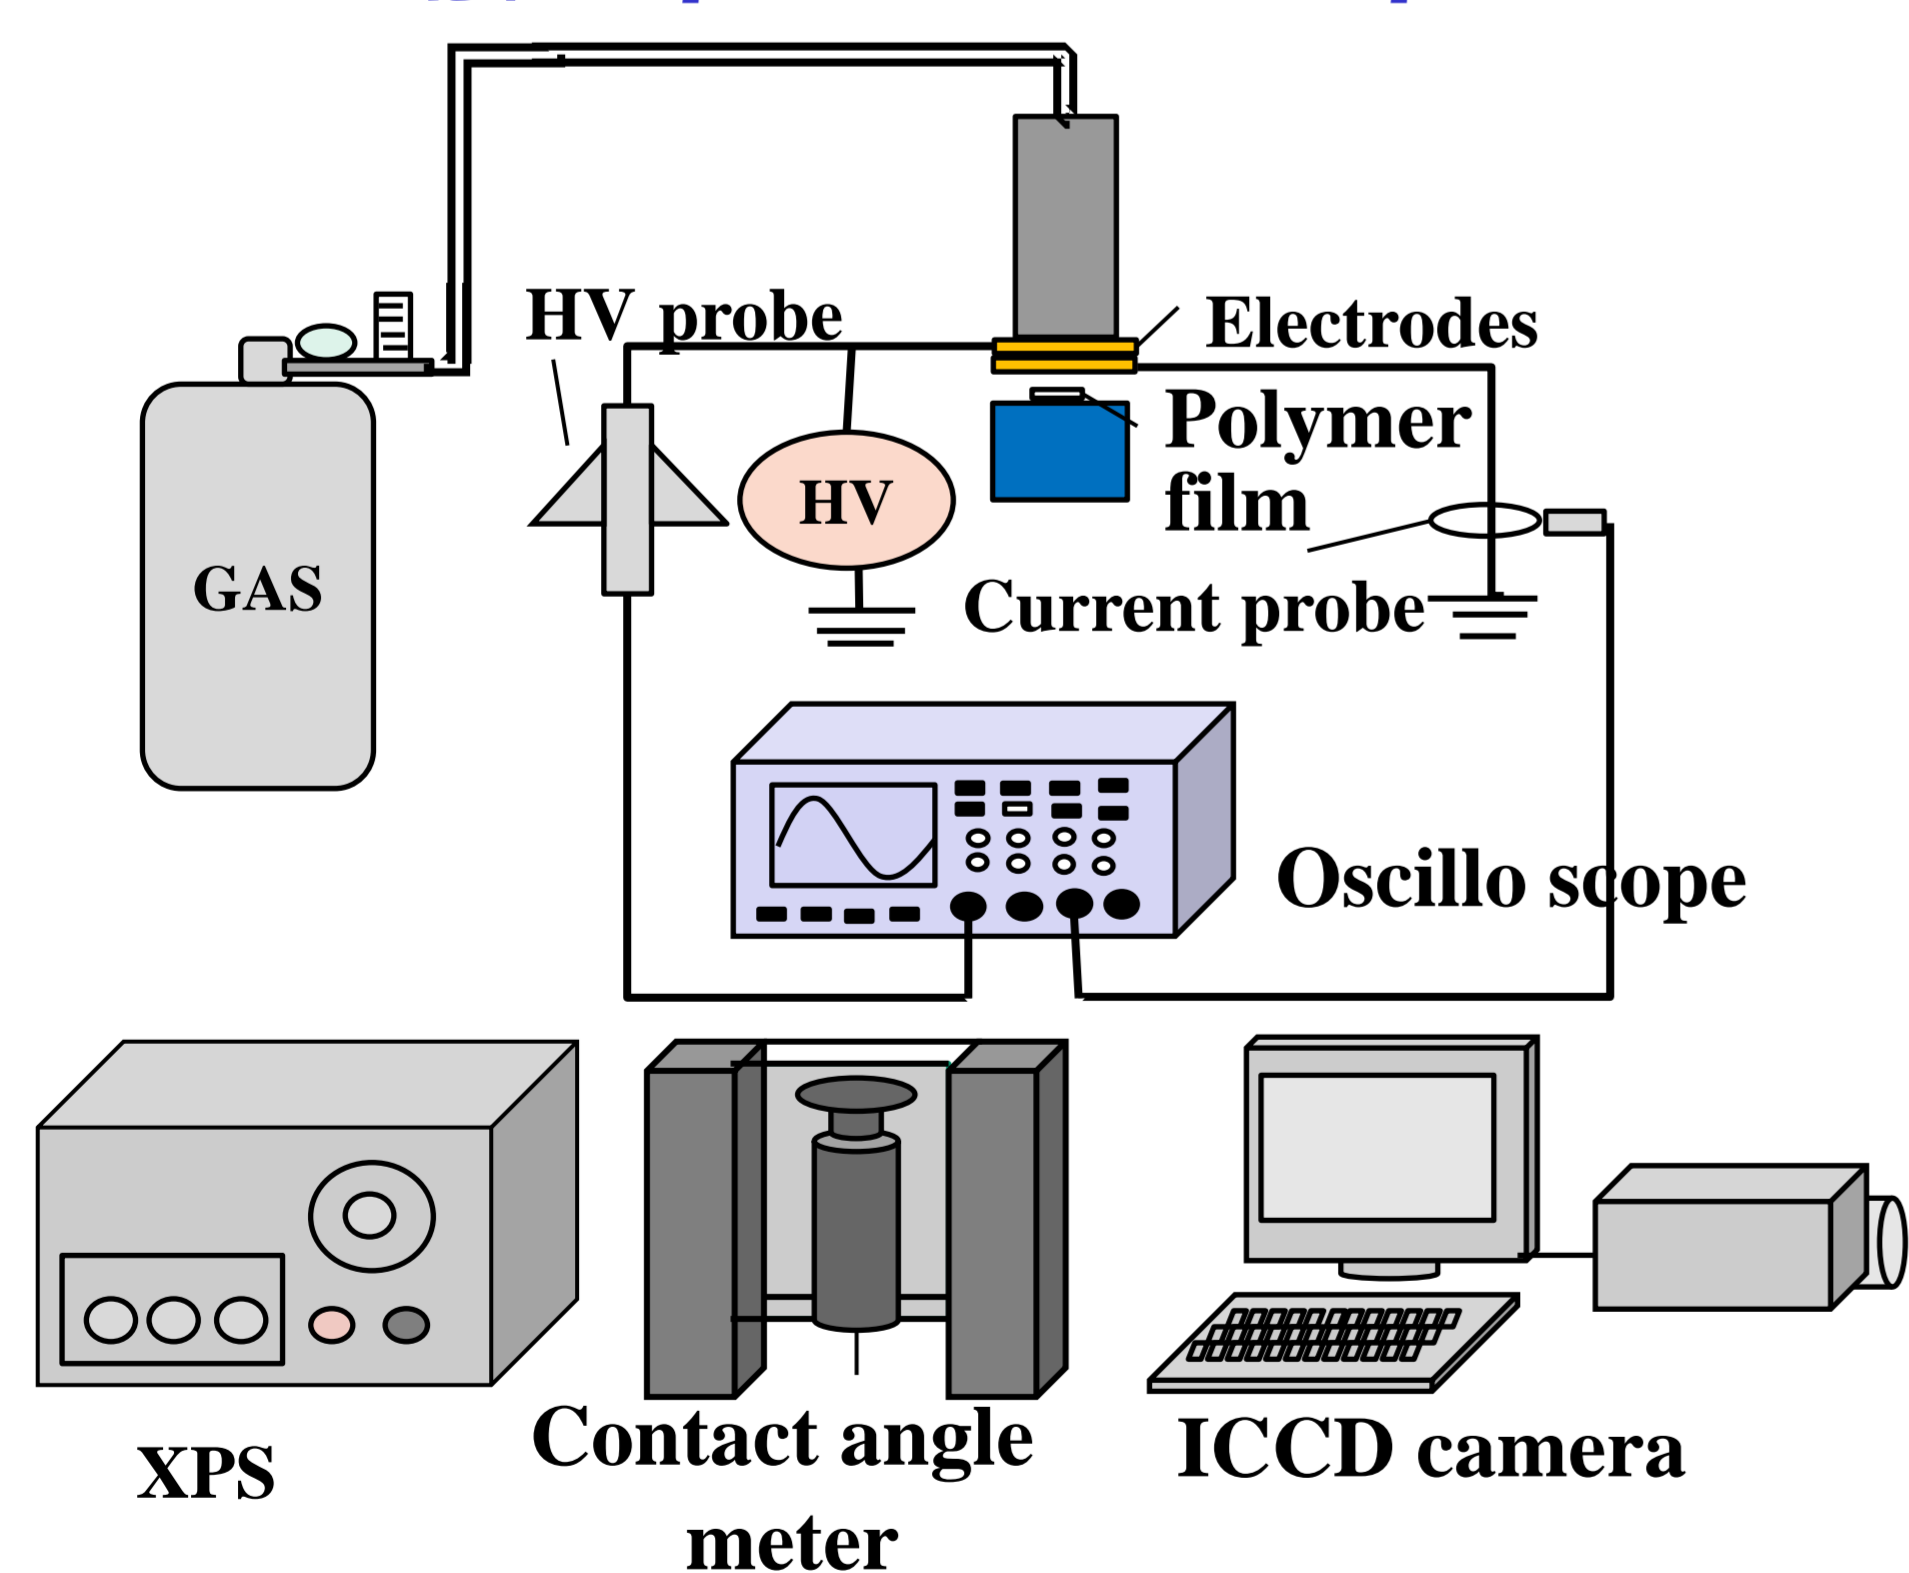 HV probe
Electrodes
Polymer
film
HV
GAS
Current probe
Oscillo scope
XPS
Contact angle
meter
ICCD camera